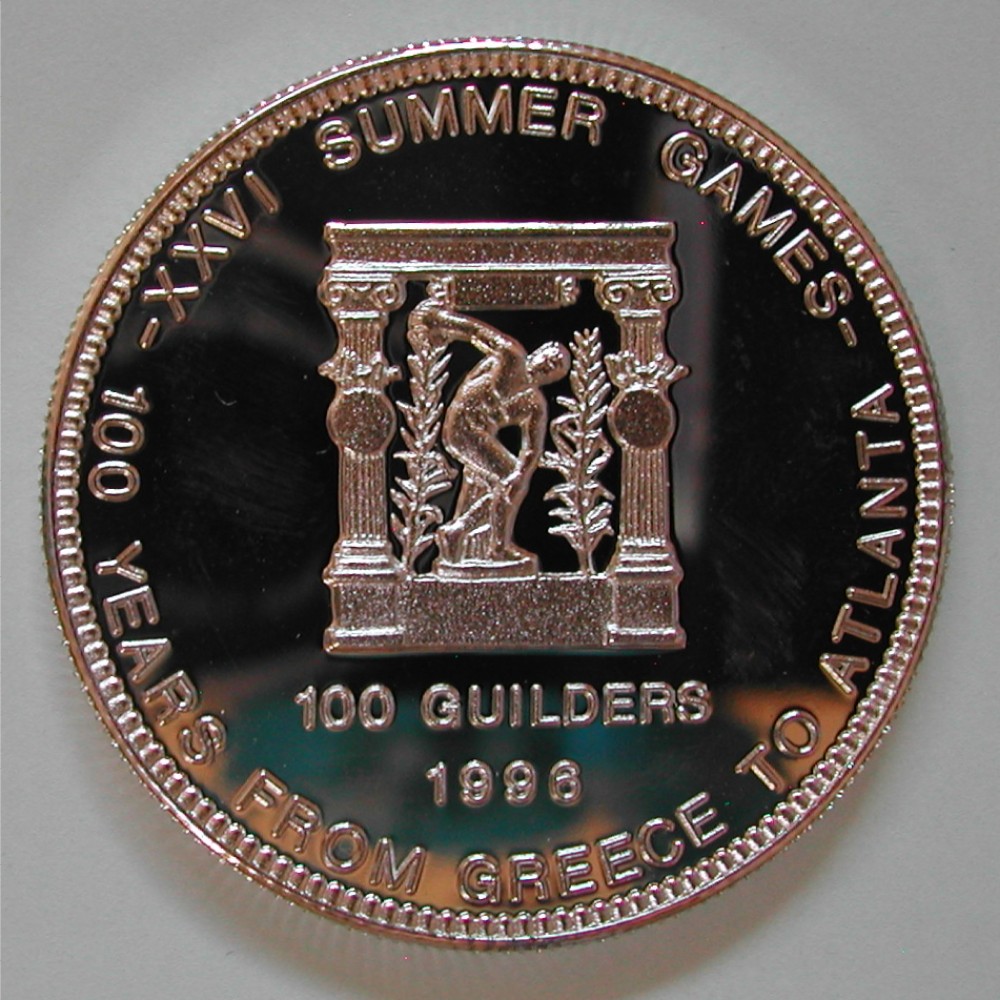 -XXVI SUMMER GAMES-
100 GUILDERS
1996
100 YEARS FROM GREECE TO ATLANTA